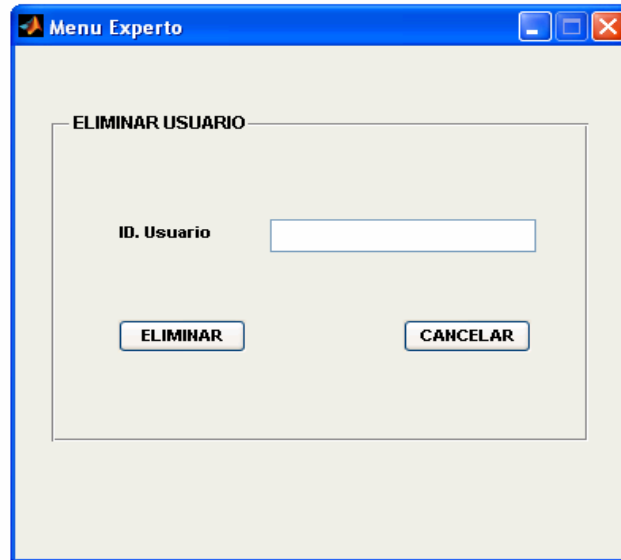 Menu Experto
ELIMINAR USUARIO
ID. Usuario
ELIMINAR CANCELAR